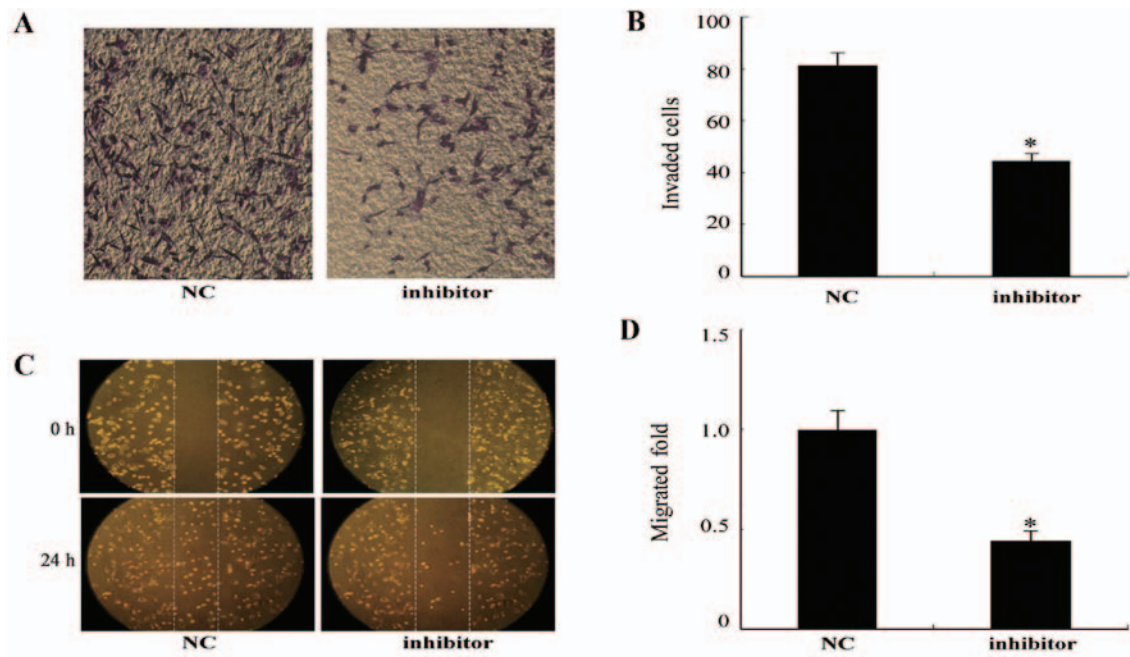 A
NC
inhibitor
B
Invaded cells
100
80
60
40
20
0
*
NC
inhibitor
C
0 h
24 h
NC
inhibitor
D
Migrated fold
1.5
1.0
0.5
0
*
NC
inhibitor